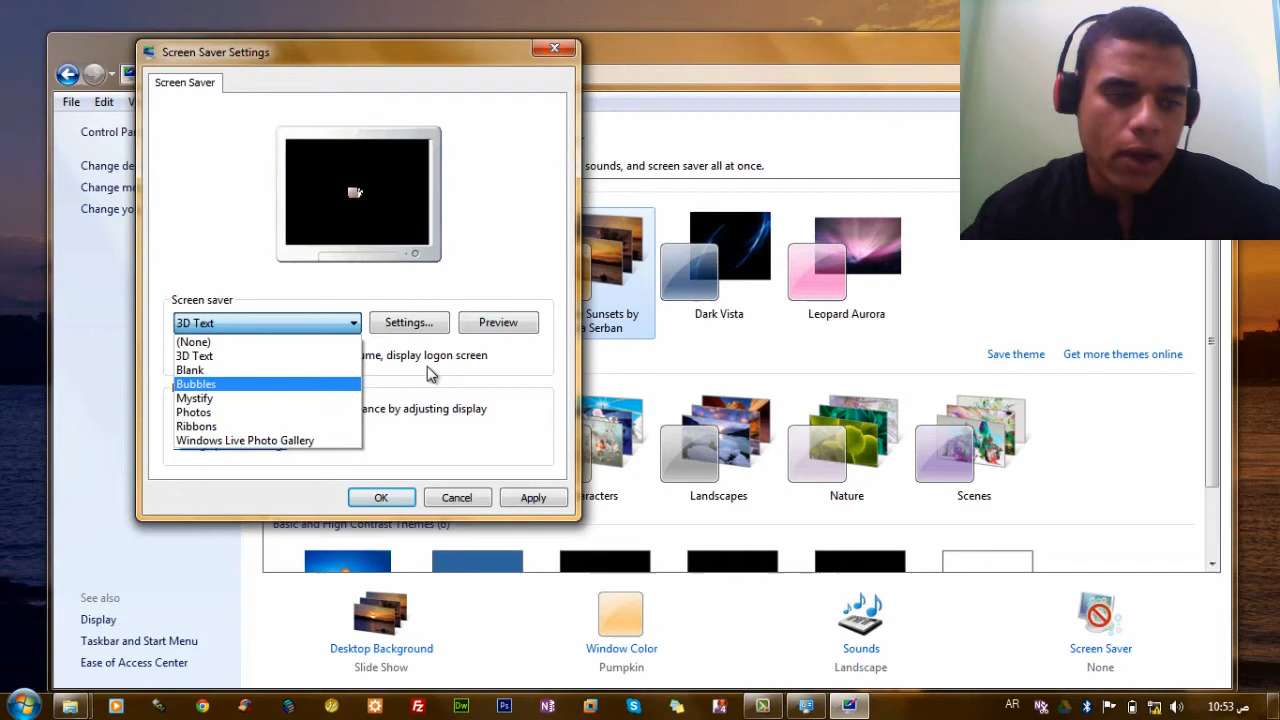 Screen Saver Settings
Screen Saver
File Edit V
Control Pa
Change de
Change mo
Change yo
sounds, and screen saver all at once.
Screen saver
3D Text
Settings...
Preview
(None)
3D Text
Blank
Bubbles
Mystify
Photos
Ribbons
Windows Live Photo Gallery
ume, display logon screen
ance by adjusting display
OK
Cancel
Apply
Sunsets by
a Serban
Dark Vista
Leopard Aurora
Save theme
Get more themes online
aracters
Landscapes
Nature
Scenes
Basic and High Contrast Themes (6)
See also
Display
Taskbar and Start Menu
Ease of Access Center
Desktop Background
Slide Show
Window Color
Pumpkin
Sounds
Landscape
Screen Saver
None
Dw
Ps
AR
10:53 ص